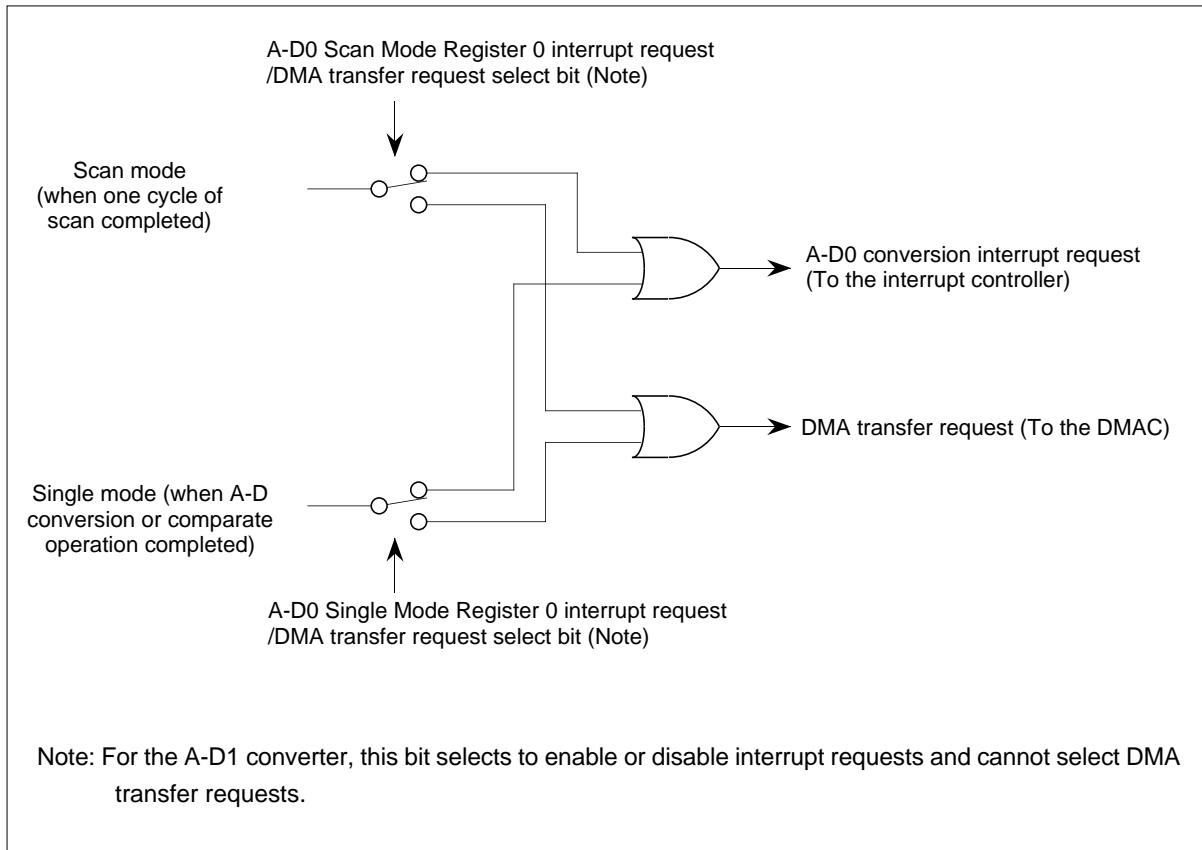 A-D0 Scan Mode Register 0 interrupt request
/DMA transfer request select bit (Note)
Scan mode
(when one cycle of
scan completed)
A-D0 conversion interrupt request
(To the interrupt controller)
DMA transfer request (To the DMAC)
Single mode (when A-D
conversion or comparate
operation completed)
A-D0 Single Mode Register 0 interrupt request
/DMA transfer request select bit (Note)
Note: For the A-D1 converter, this bit selects to enable or disable interrupt requests and cannot select DMA
transfer requests.